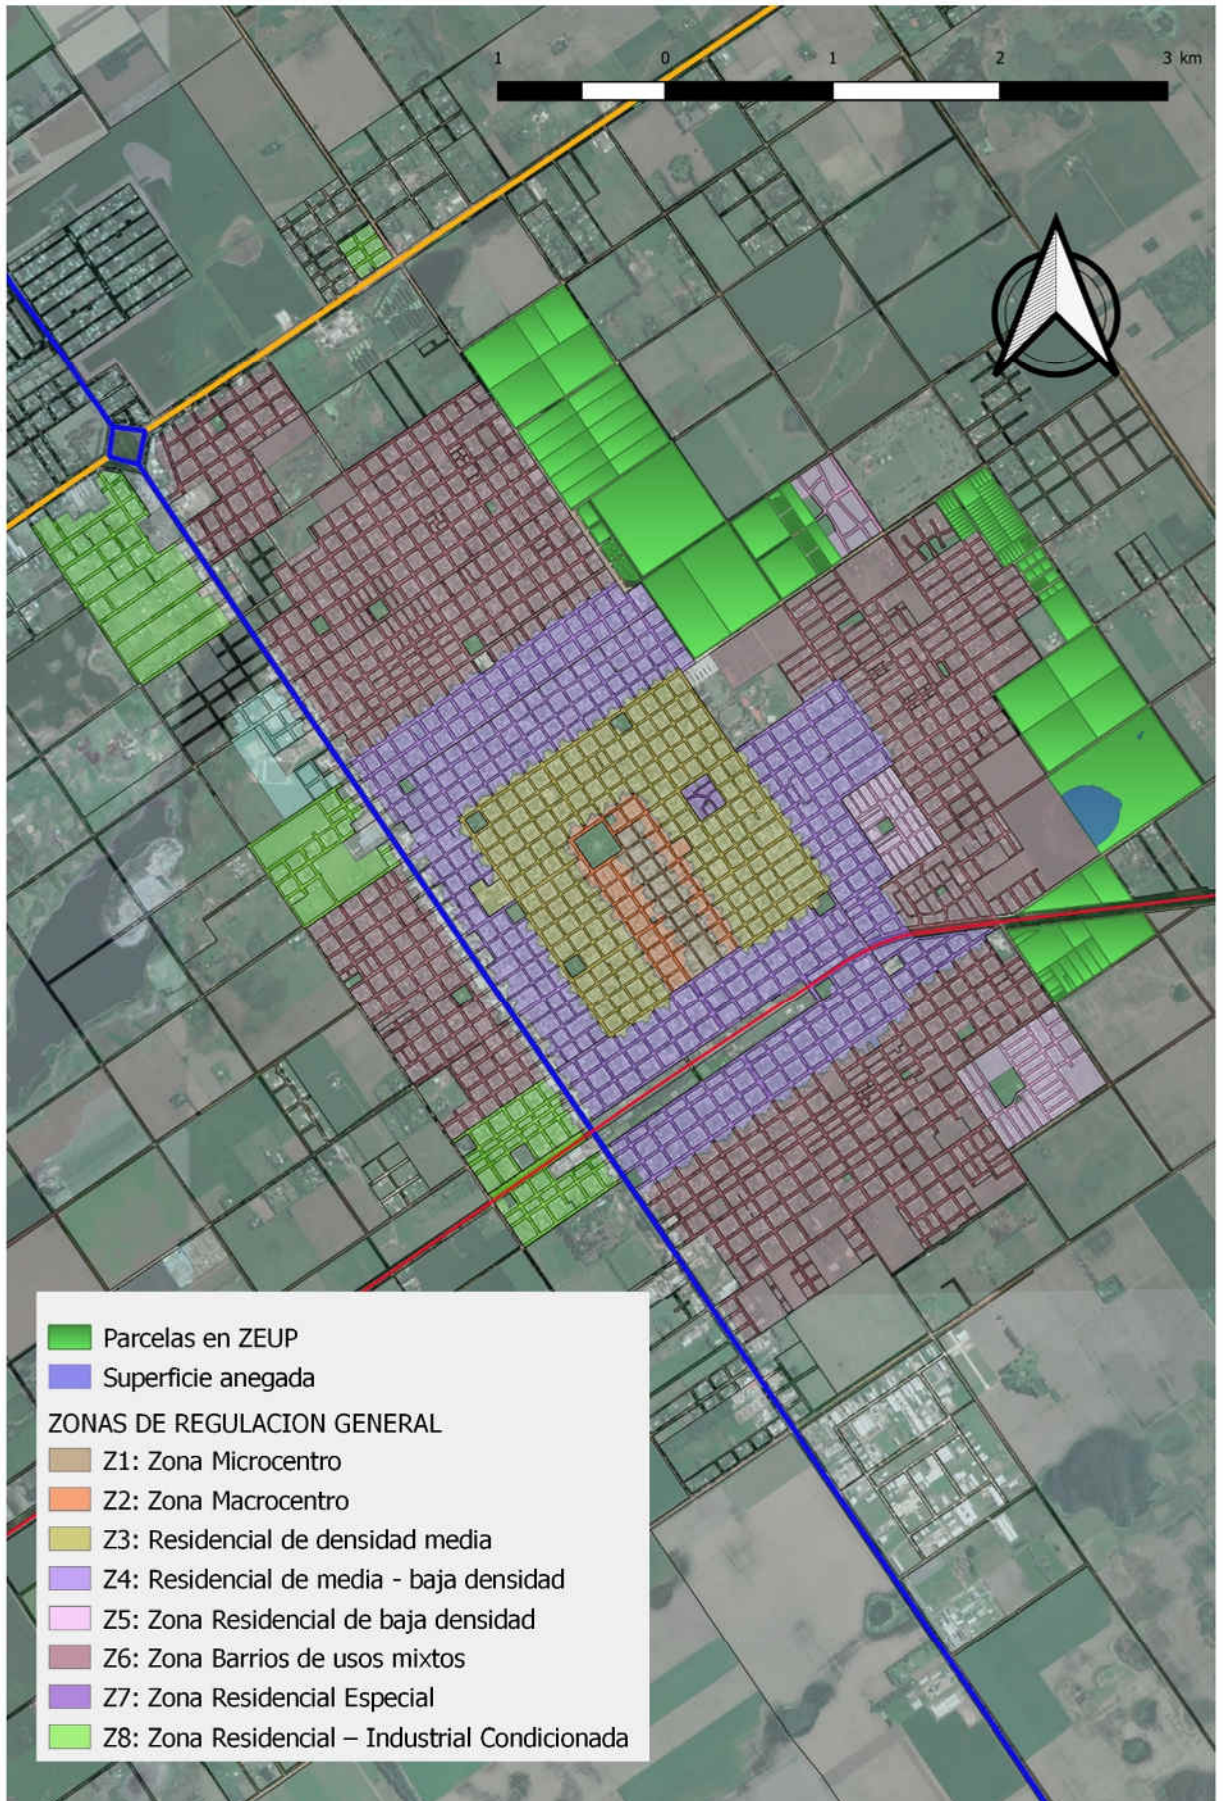 1 0 1 2 3 km
Parcelas en ZEUP
Superficie anegada
ZONAS DE REGULACION GENERAL
Z1: Zona Microcentro
Z2: Zona Macrocentro
Z3: Residencial de densidad media
Z4: Residencial de media - baja densidad
Z5: Zona Residencial de baja densidad
Z6: Zona Barrios de usos mixtos
Z7: Zona Residencial Especial
Z8: Zona Residencial – Industrial Condicionada